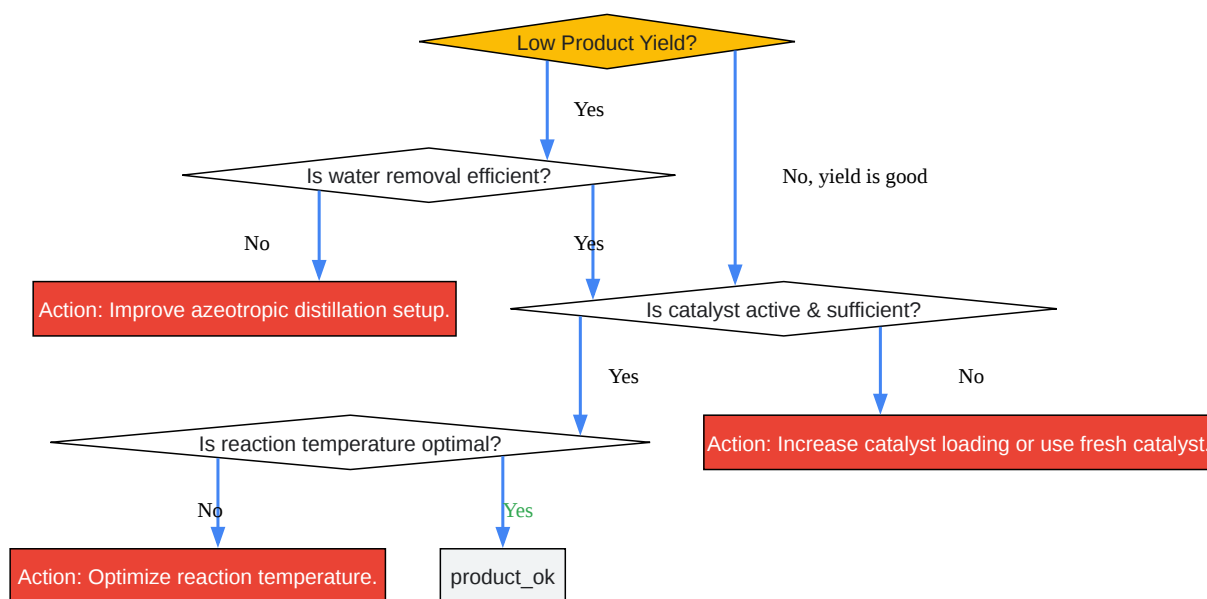 Low Product Yield?
Yes
Is water removal efficient?
No, yield is good
No
Yes
Action: Improve azeotropic distillation setup.
Is catalyst active & sufficient?
Yes
No
Is reaction temperature optimal?
Action: Increase catalyst loading or use fresh catalyst.
No
Yes
Action: Optimize reaction temperature.
product_ok